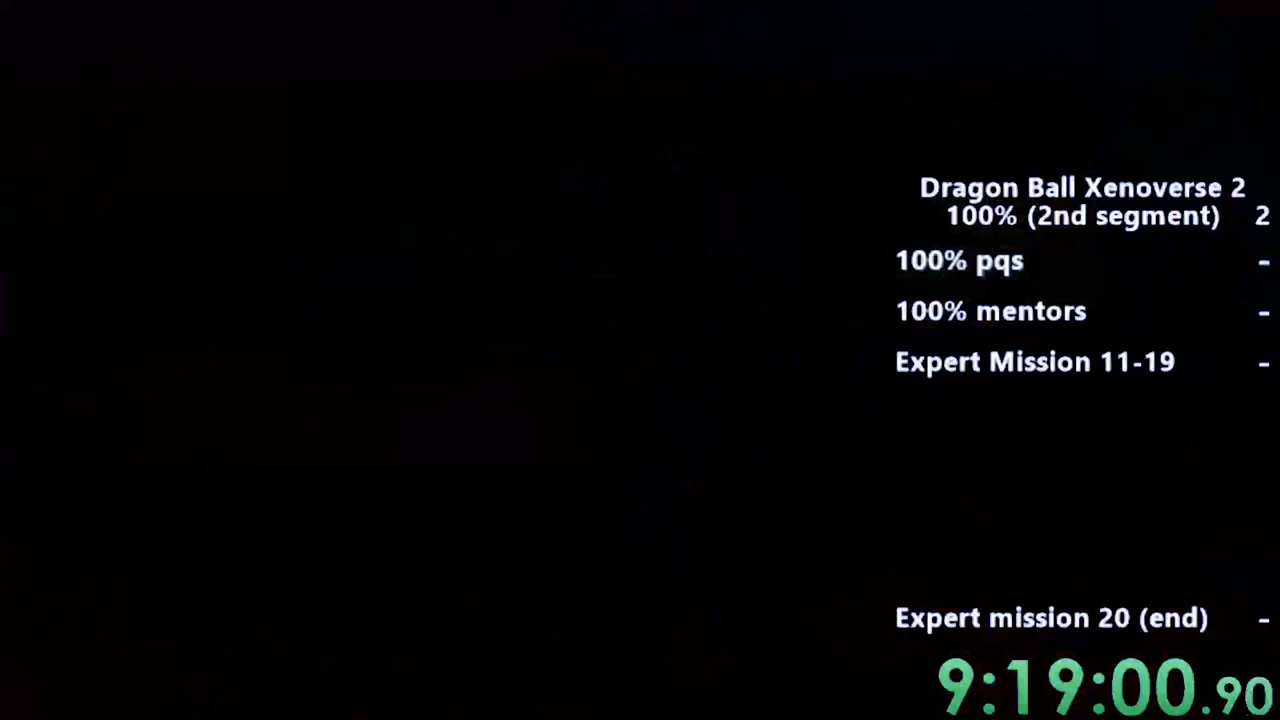 Dragon Ball Xenoverse 2
100% (2nd segment) 2
100% pqs -
100% mentors -
Expert Mission 11-19 -
Expert mission 20 (end) -
9:19:00.90